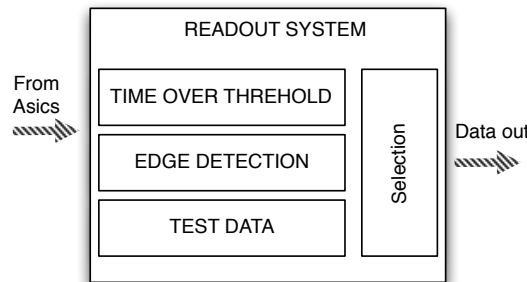 READOUT SYSTEM
From
Asics
TIME OVER THREHOLD
EDGE DETECTION
TEST DATA
Selection
Data out